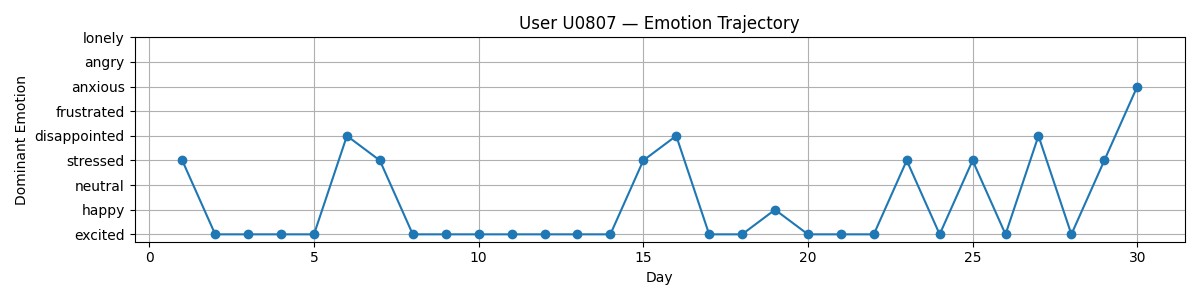 User U0807 — Emotion Trajectory
lonely
angry
anxious
frustrated
disappointed
stressed
neutral
happy
excited
Dominant Emotion
0 5 10 15 20 25 30
Day